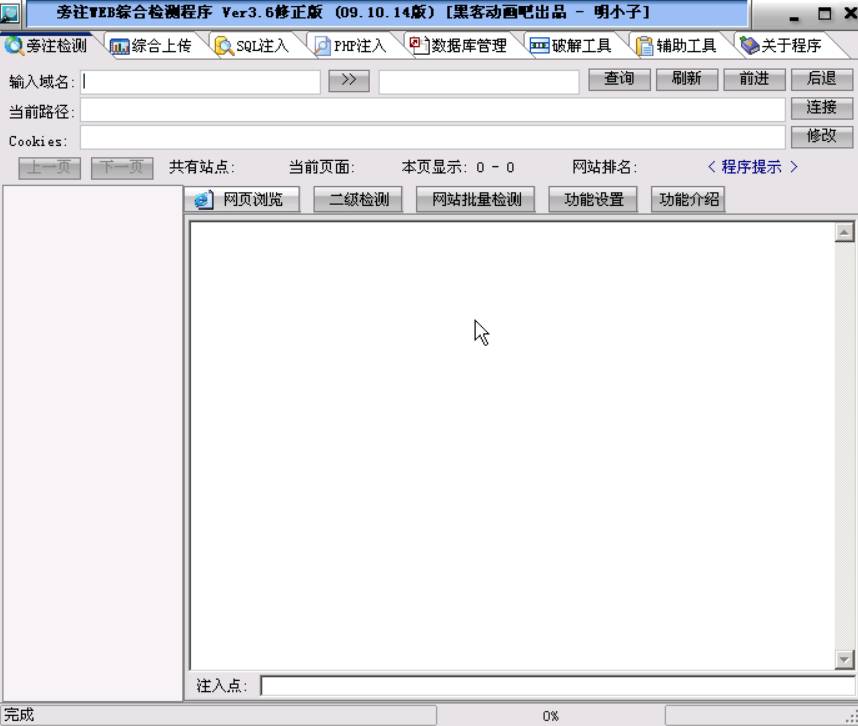 旁注WEB综合检测程序 Ver3.6修正版 (09.10.14版) [黑客动画吧出品 - 明小子]
旁注检测 综合上传 SQL注入 PHP注入 数据库管理 破解工具 辅助工具 关于程序
输入域名: >> 查询 刷新 前进 后退
当前路径: 连接
Cookies: 修改
上一页 下一页 共有站点: 当前页面: 本页显示: 0 - 0 网站排名: < 程序提示 >
网页浏览 二级检测 网站批量检测 功能设置 功能介绍
注入点:
完成 0%